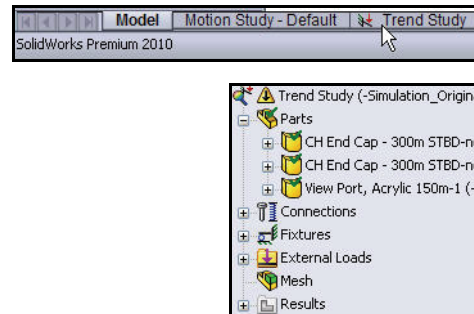 Model Motion Study - Default Trend Study
SolidWorks Premium 2010
Trend Study (-Simulation_Origin
Parts
CH End Cap - 300m STBD-n
CH End Cap - 300m STBD-n
View Port, Acrylic 150m-1 (-
Connections
Fixtures
External Loads
Mesh
Results